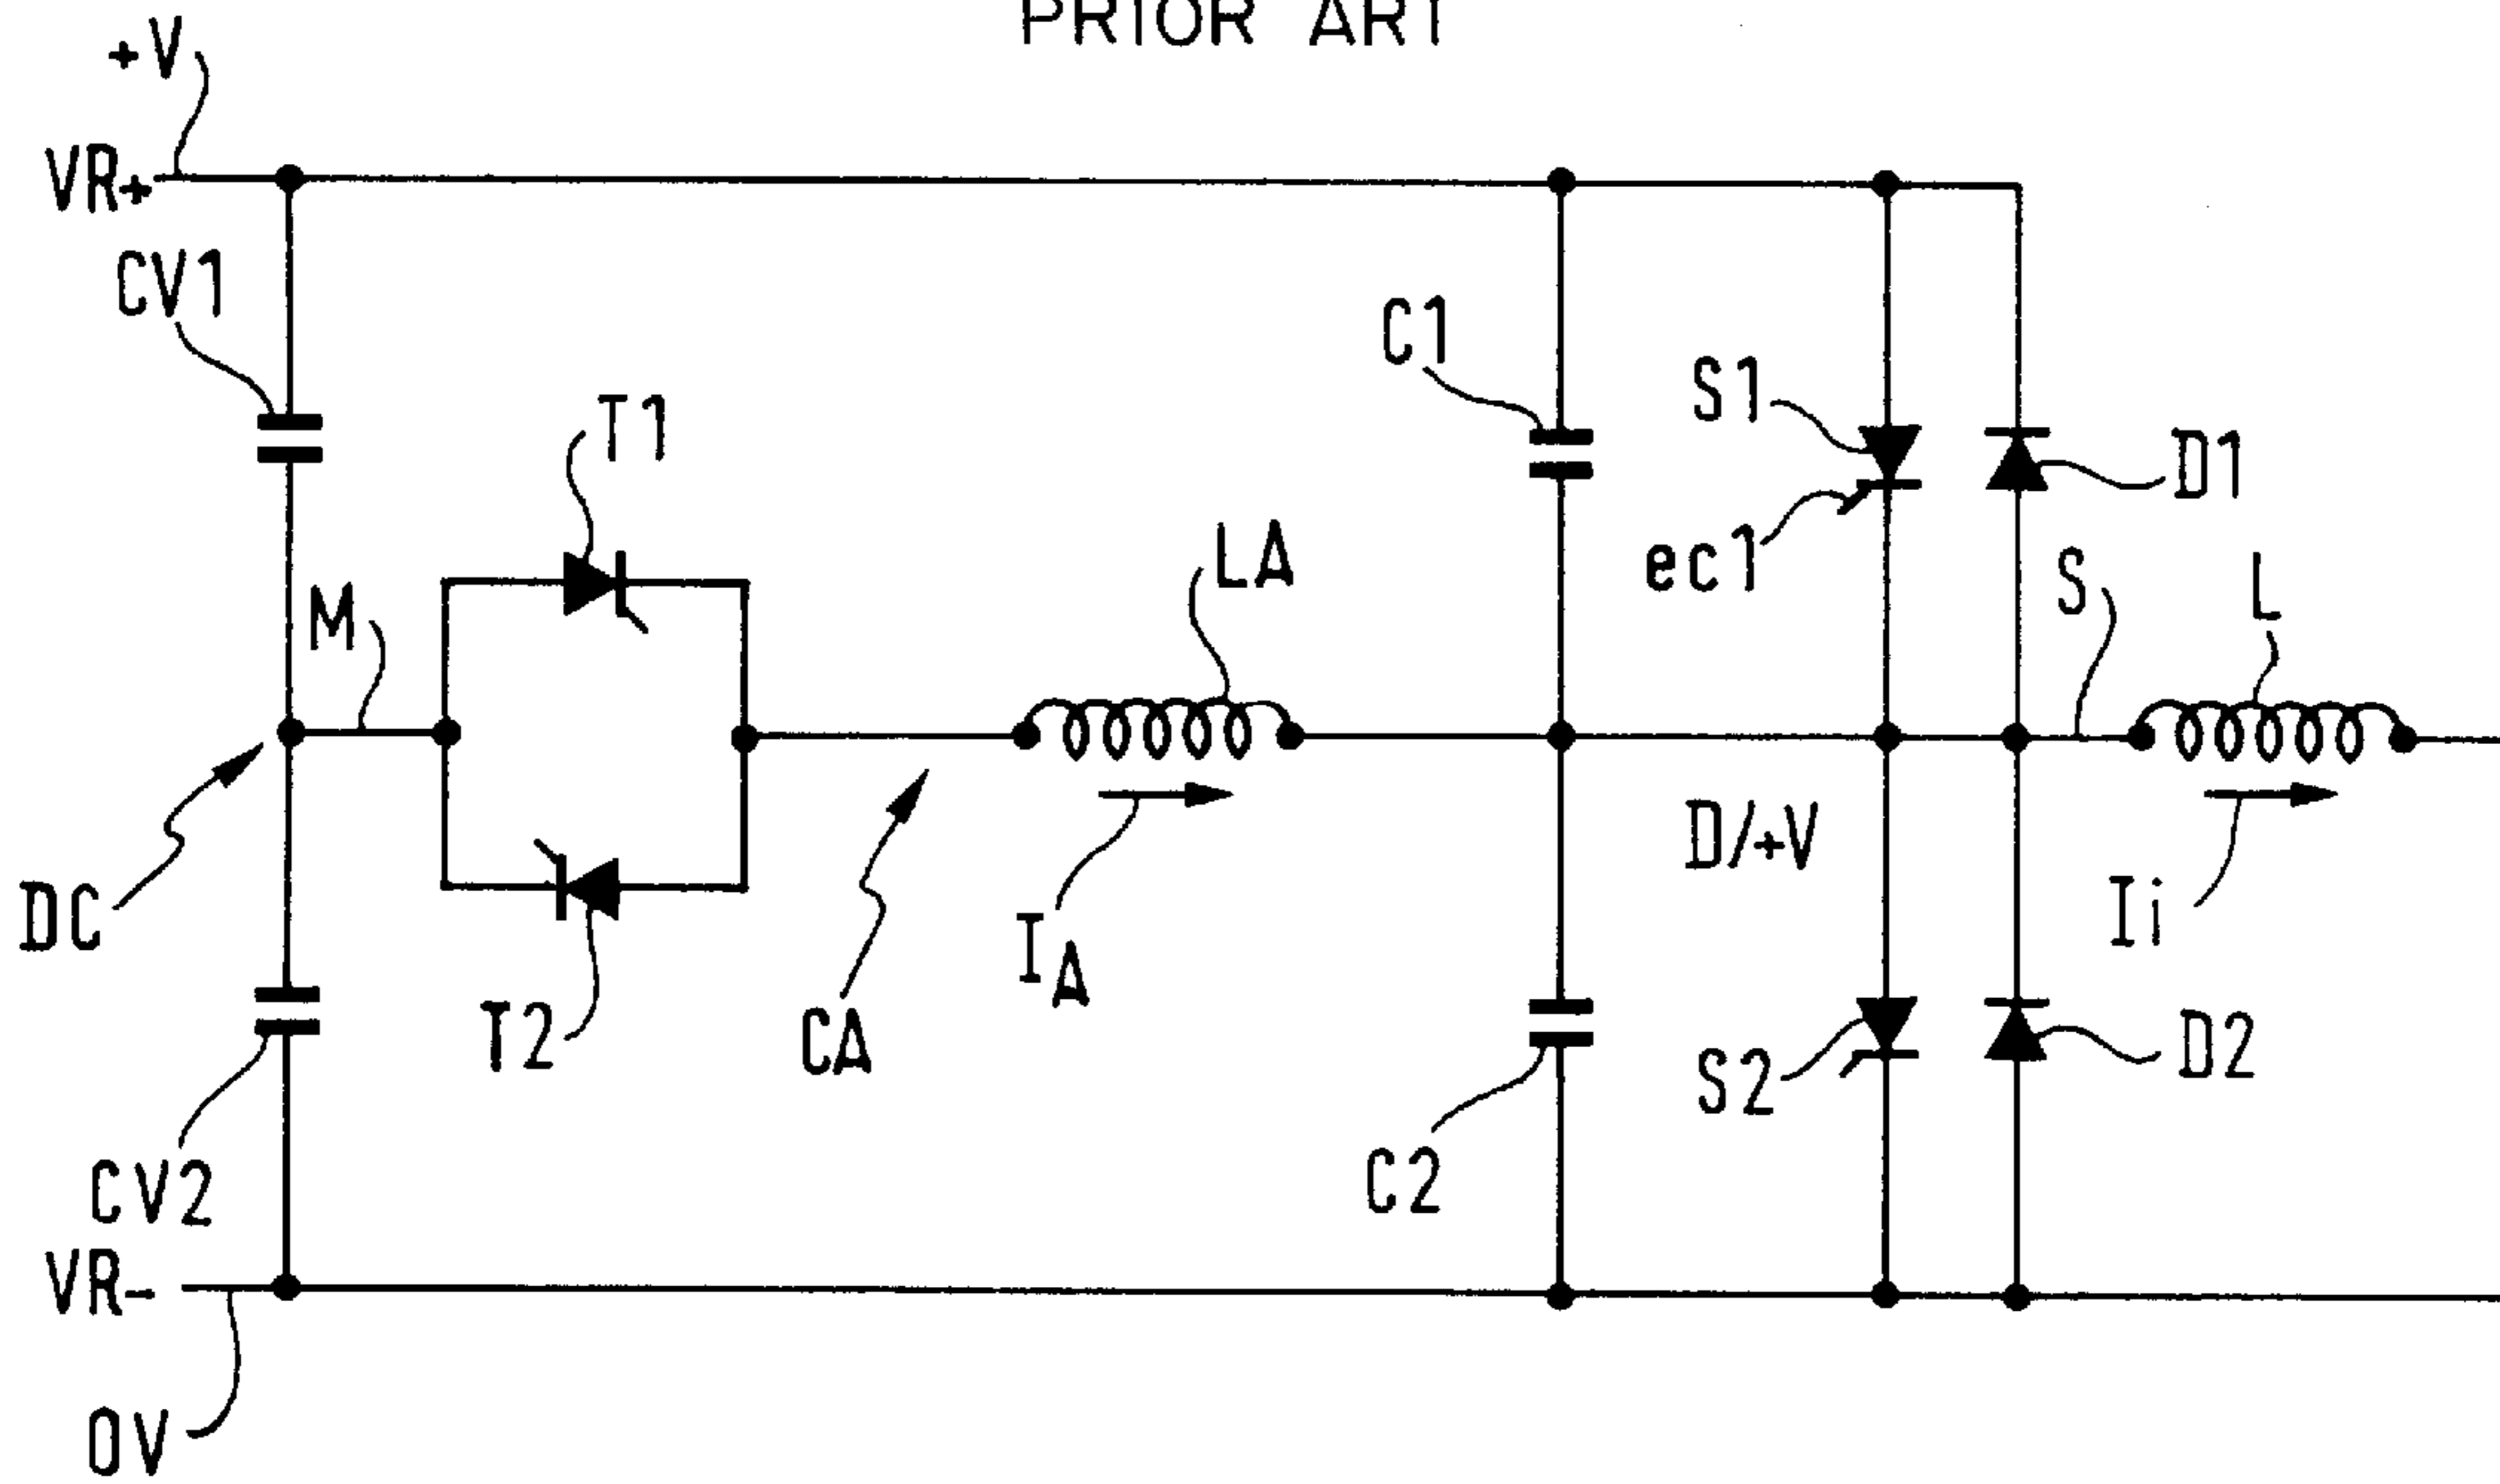 PRIOR ART
+V
VR+
CV1
C1
T1
S1
D1
LA
ec1
S
L
M
D/+V
DC
Ii
IA
T2
CA
S2
D2
CV2
C2
VR-
0V